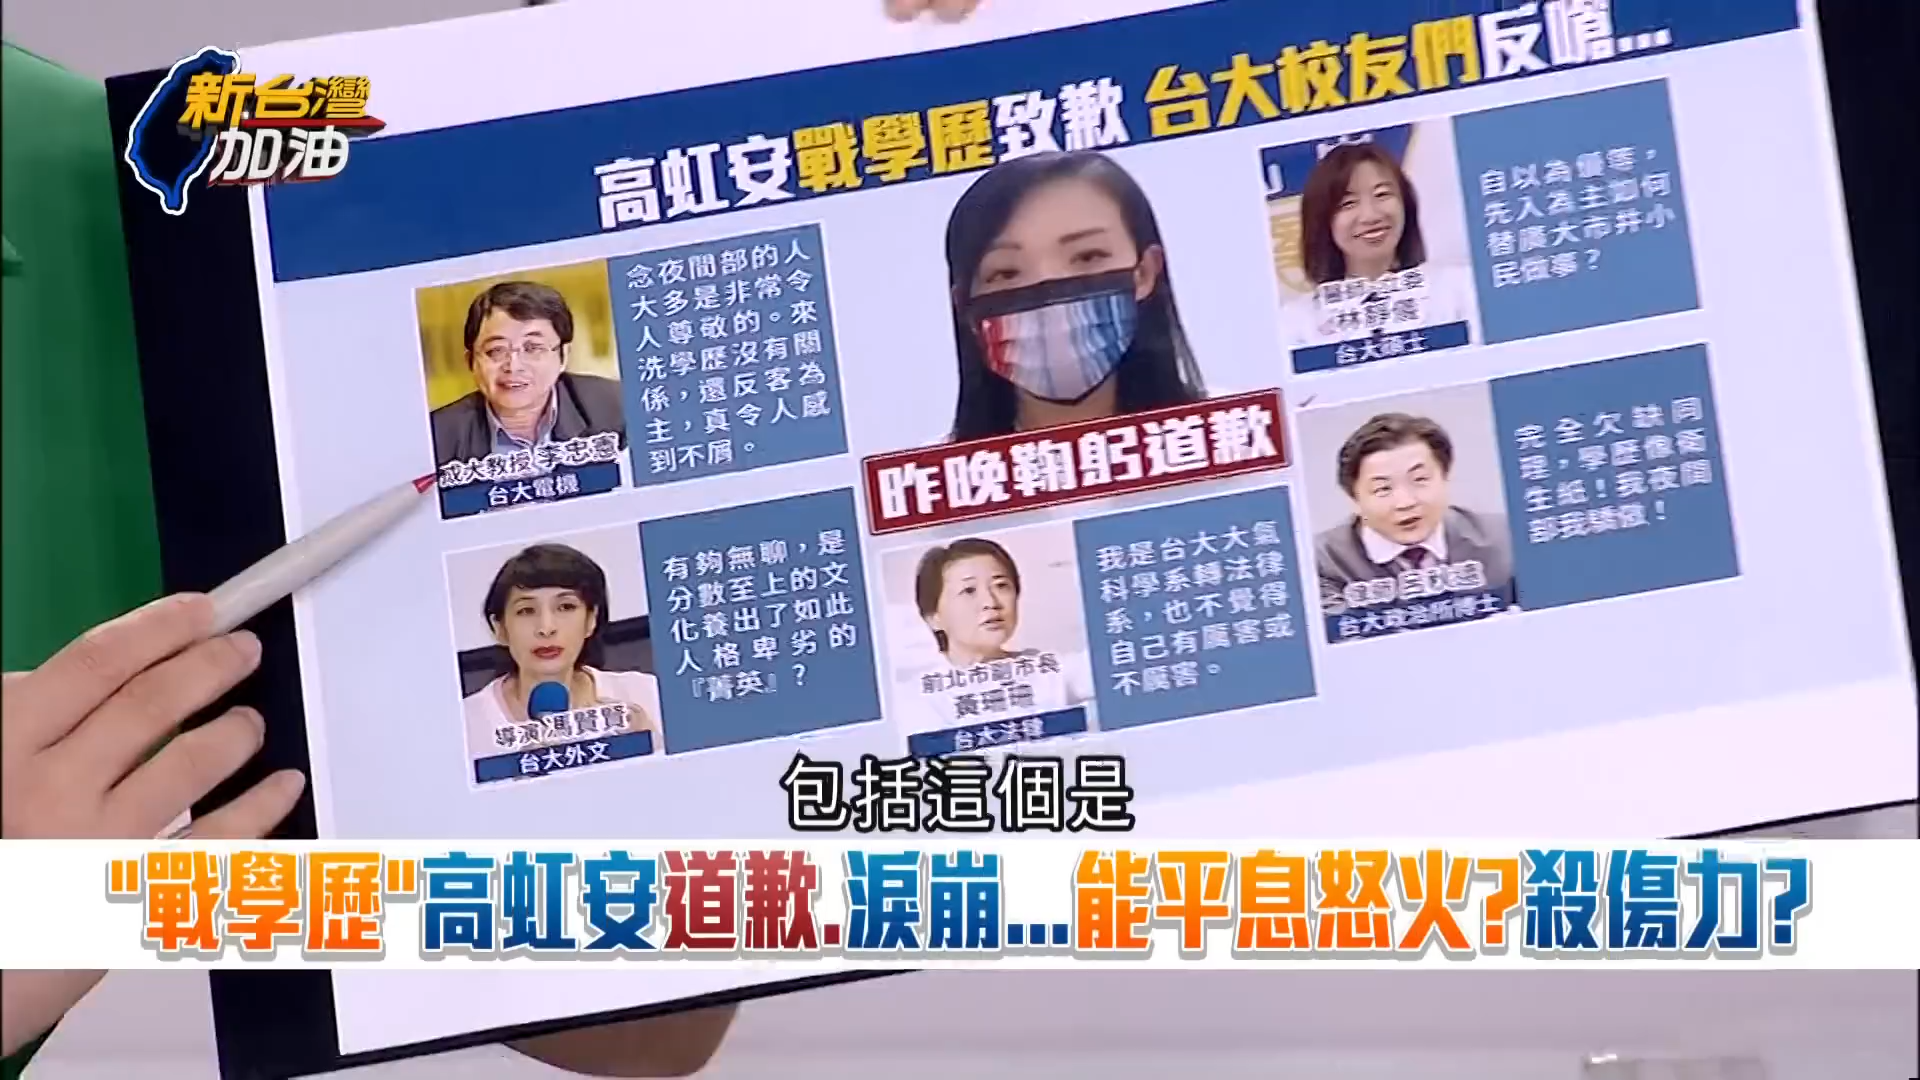 新台灣
加油
高虹安戰學歷致歉 台大校友們反嗆...
念夜間部的人
大多是非常令
人尊敬的。來
洗學歷沒有關
係，還反客為
主，真令人感
到不屑。
成大教授 李忠憲
台大電機
自以為優等，
先入為主如何
替廣大市井小
民做事？
林靜儀
台大碩士
昨晚鞠躬道歉
有夠無聊，是
分數至上的文
化養出了如此
人格卑劣的
『菁英』？
導演馮賢賢
台大外文
我是台大大氣
科學系轉法律
系，也不覺得
自己有厲害或
不厲害。
前北市副市長
黃珊珊
台大法律
完全欠缺同
理，學歷像衛
生紙！我夜間
部我驕傲！
台大政治所博士
包括這個是
"戰學歷"高虹安道歉.淚崩...能平息怒火?殺傷力?